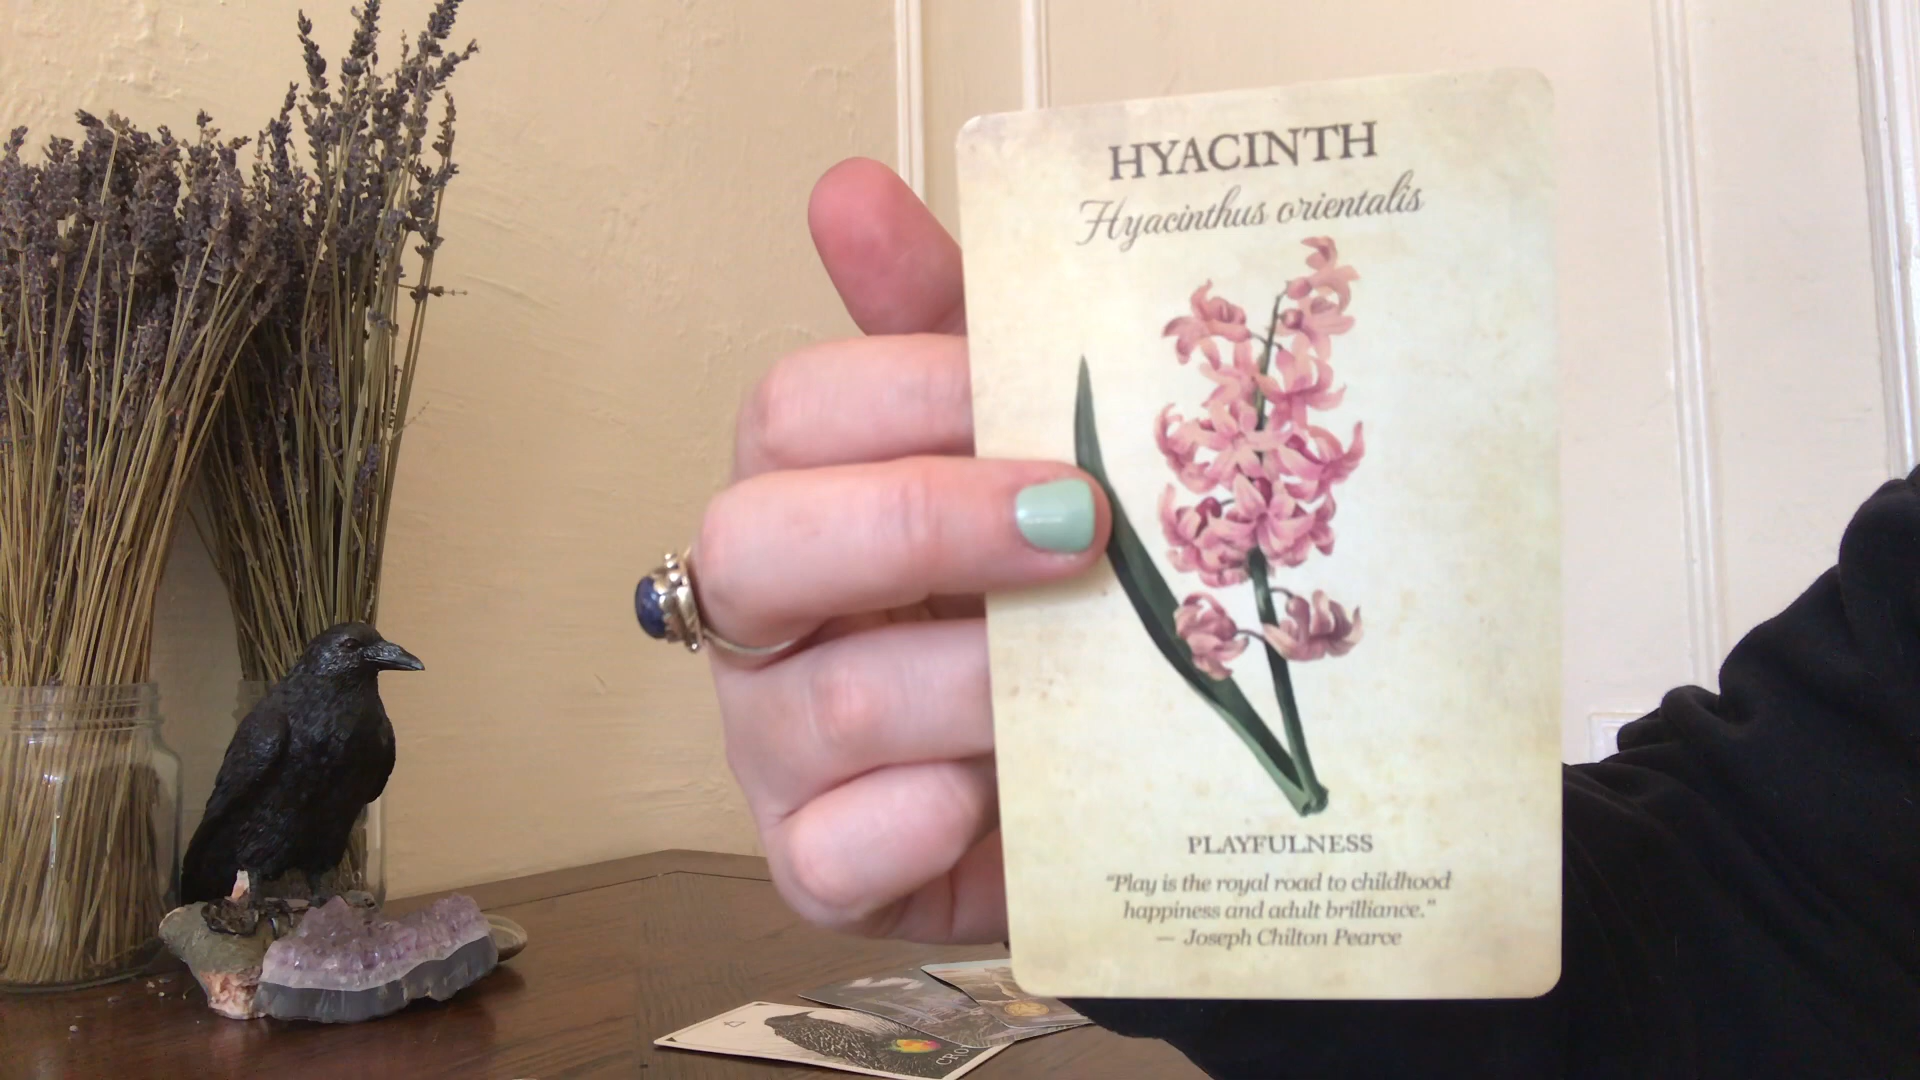 HYACINTH
Hyacinthus orientalis
PLAYFULNESS
“Play is the royal road to childhood
happiness and adult brilliance.”
— Joseph Chilton Pearce